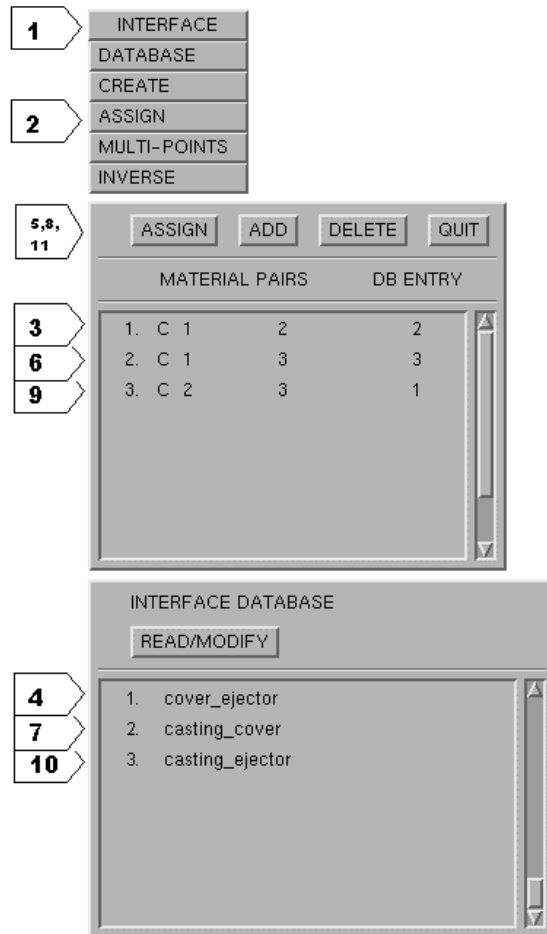 1 INTERFACE
DATABASE
CREATE
2 ASSIGN
MULTI-POINTS
INVERSE
5,8,
11
ASSIGN ADD DELETE QUIT
MATERIAL PAIRS DB ENTRY
3 1. C 1 2 2
6 2. C 1 3 3
9 3. C 2 3 1
INTERFACE DATABASE
READ/MODIFY
4 1. cover_ejector
7 2. casting_cover
10 3. casting_ejector